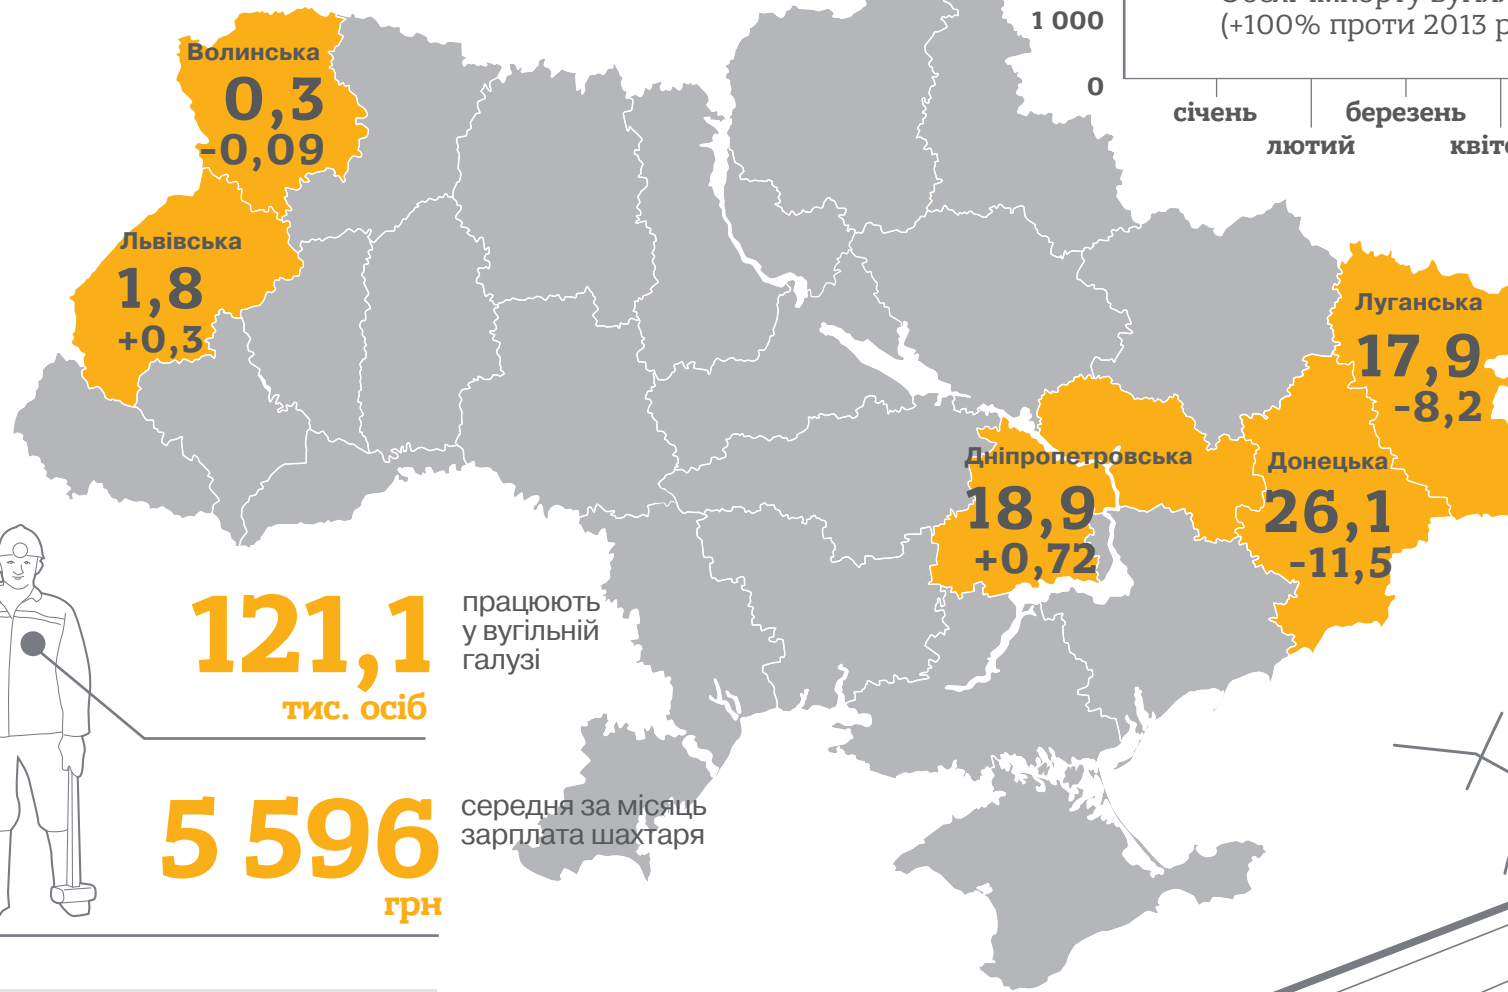 1 000
(+100% проти 2013 р
0
січень
березень
лютий
Волинська
0,3
-0,09
Львівська
1,8
+0,3
Луганська
17,9
-8,2
Дніпропетровська
18,9
+0,72
Донецька
26,1
-11,5
121,1
тис. осіб
працюють
у вугільній
галузі
5 596
грн
середня за місяць
зарплата шахтаря